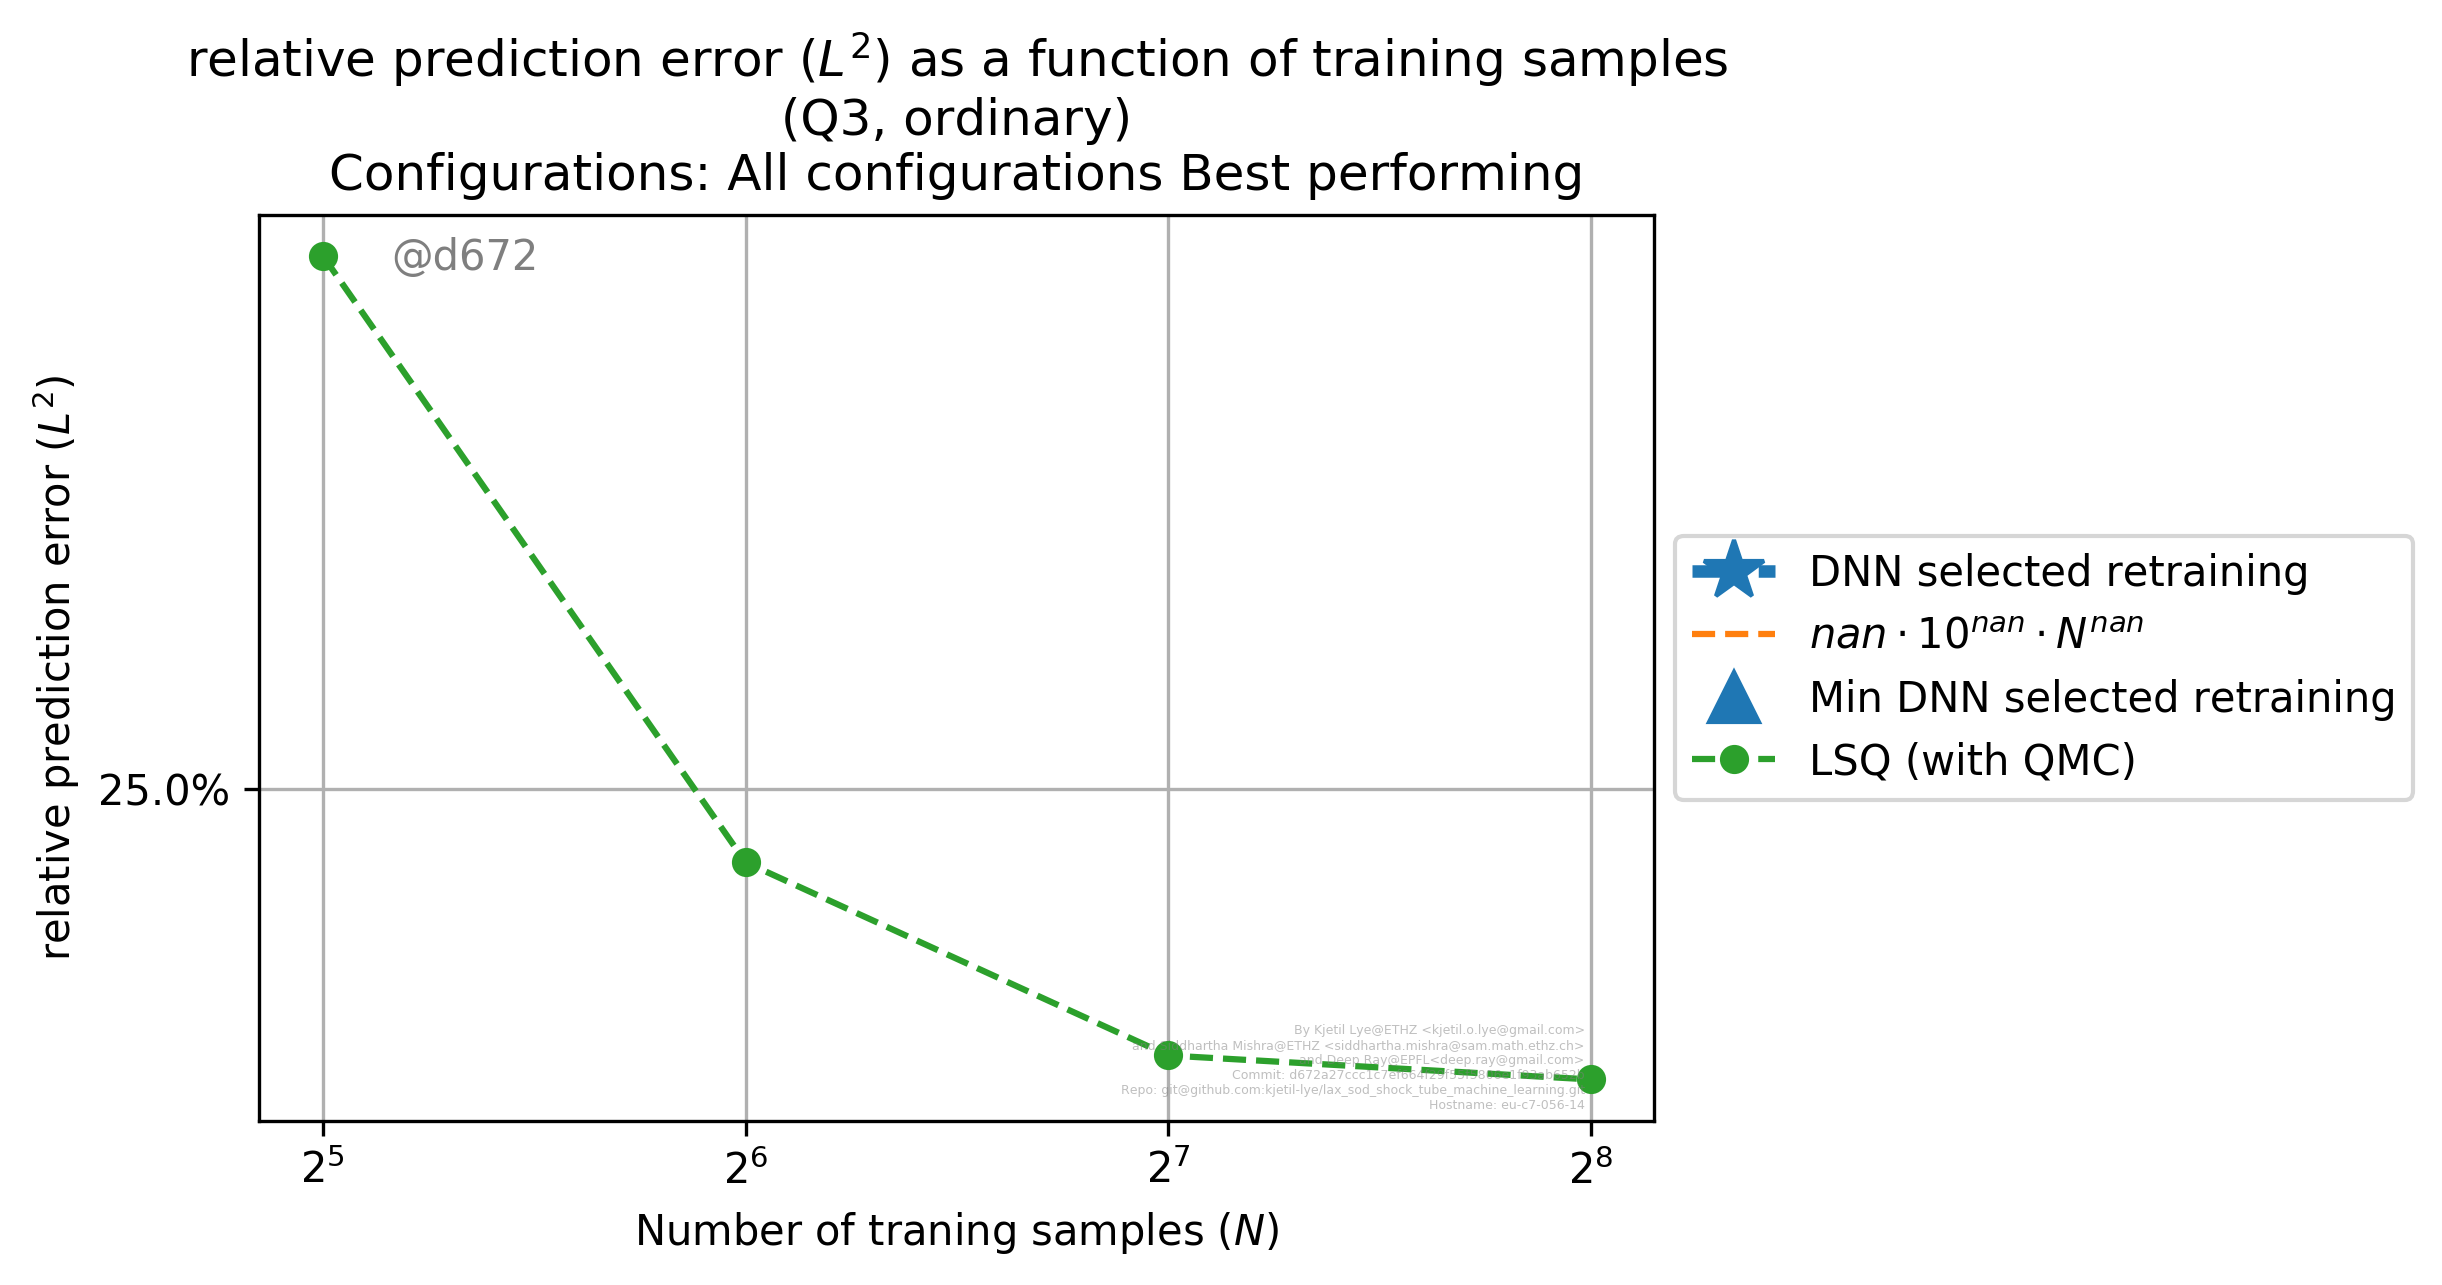 relative prediction error (L²) as a function of training samples
(Q3, ordinary)
Configurations: All configurations Best performing
@d672
relative prediction error (L²)
25.0%
DNN selected retraining
nan · 10ⁿᵃⁿ · Nⁿᵃⁿ
Min DNN selected retraining
LSQ (with QMC)
By Kjetil Lye@ETHZ <kjetil.o.lye@gmail.com>
Mishra@ETHZ <siddhartha.mishra@sam.math.ethz.ch>
and Deep Ray@EPFL<deep.ray@gmail.com>
Commit:
Repo: git@github.com:kjetil-lye/lax_sod_shock_tube_machine_learning.git
Hostname: eu-c7-056-14
2⁵ 2⁶ 2⁷ 2⁸
Number of traning samples (N)